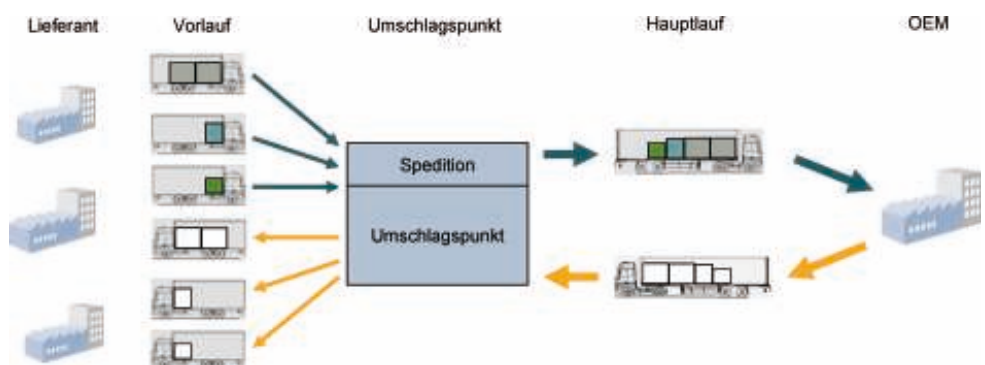 Lieferant
Vorlauf
Umschlagspunkt
Hauptlauf
OEM
Spedition
Umschlagspunkt